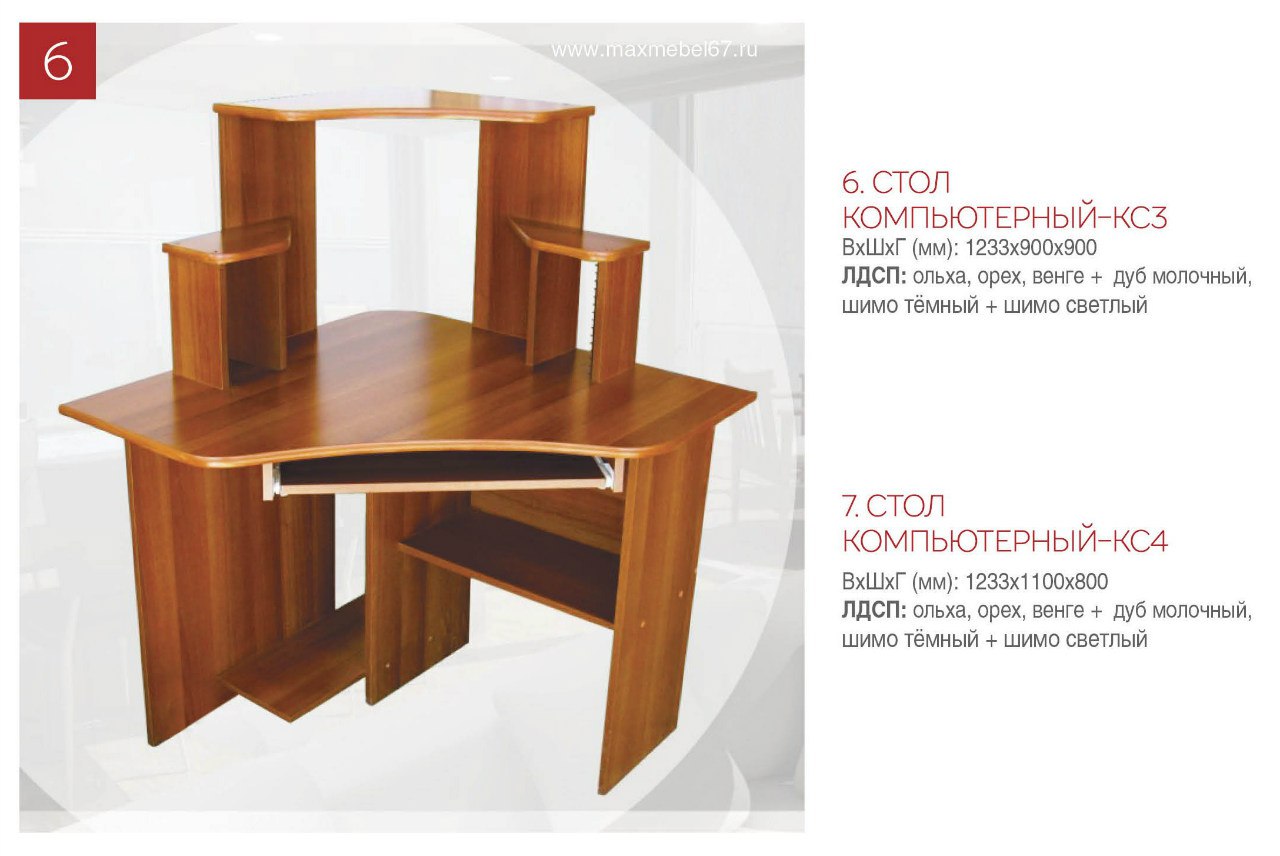 6
www.maxmebel67.ru
6. СТОЛ
КОМПЬЮТЕРНЫЙ-КС3
ВхШхГ (мм): 1233х900х900
ЛДСП: ольха, орех, венге + дуб молочный,
шимо тёмный + шимо светлый
7. СТОЛ
КОМПЬЮТЕРНЫЙ-КС4
ВхШхГ (мм): 1233х1100х800
ЛДСП: ольха, орех, венге + дуб молочный,
шимо тёмный + шимо светлый